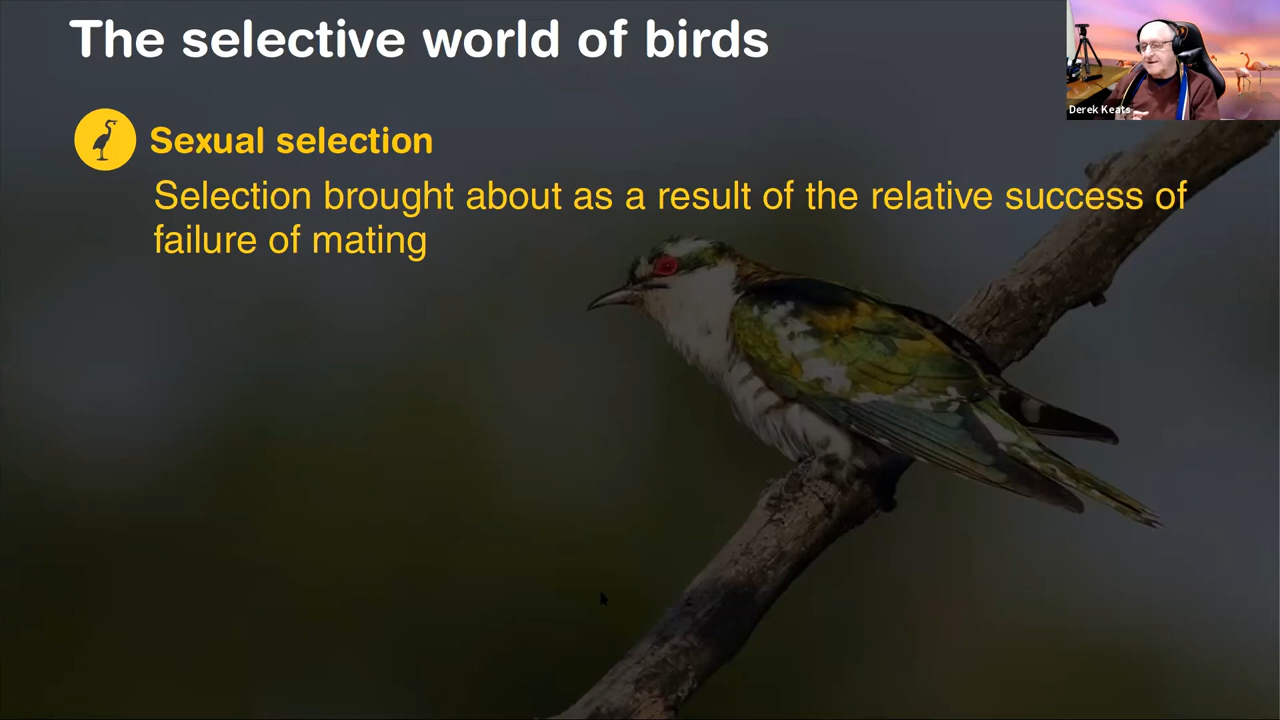 The selective world of birds
Derek Keats
Sexual selection
Selection brought about as a result of the relative success of
failure of mating